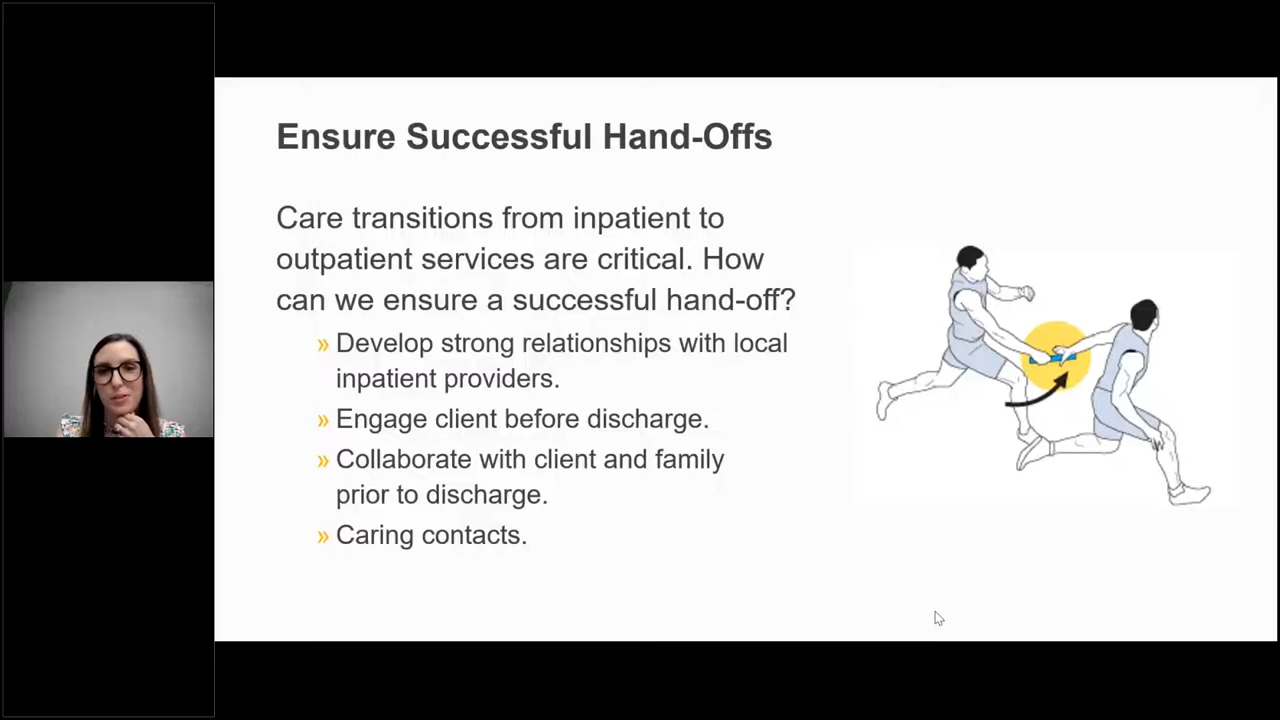 Ensure Successful Hand-Offs
Care transitions from inpatient to
outpatient services are critical. How
can we ensure a successful hand-off?
» Develop strong relationships with local
inpatient providers.
» Engage client before discharge.
» Collaborate with client and family
prior to discharge.
» Caring contacts.